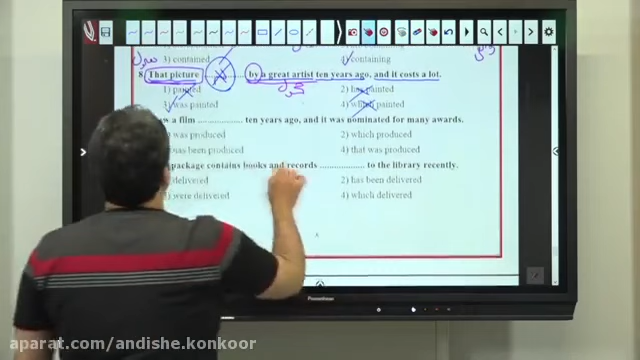 3) contained
4) containing
8. That picture .................. by a great artist ten years ago, and it costs a lot.
1) painted
2) has painted
3) was painted
4) which painted
a film .................. ten years ago, and it was nominated for many awards.
was produced
2) which produced
has been produced
4) that was produced
package contains books and records .................. to the library recently.
delivered
2) has been delivered
were delivered
4) which delivered
aparat.com/andishe.konkoor